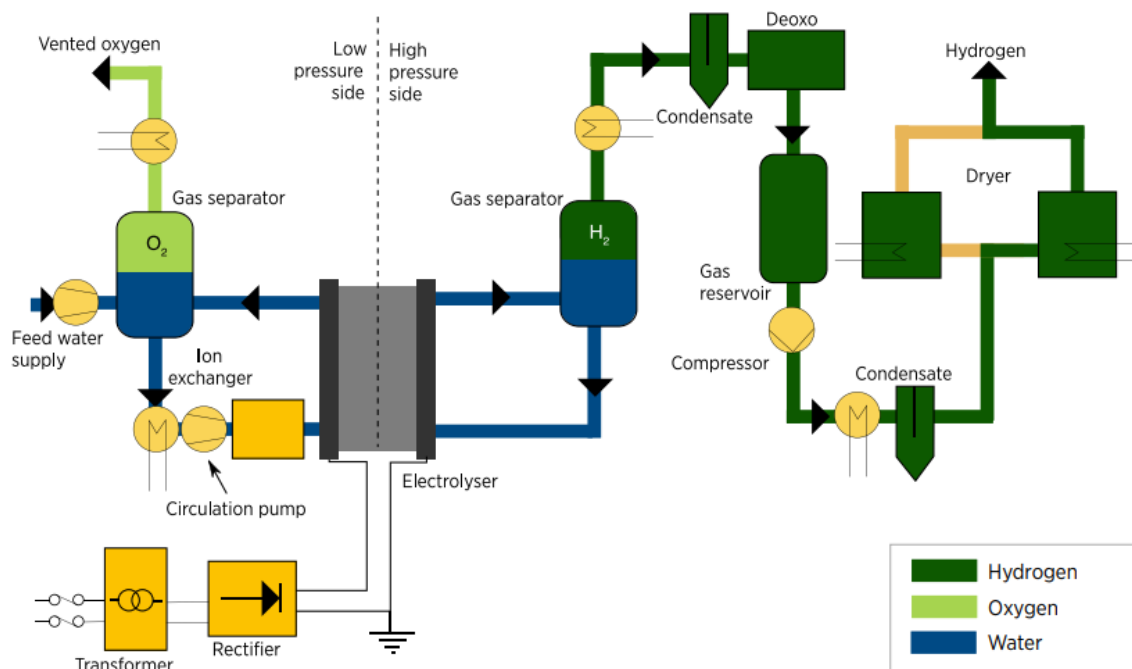 Vented oxygen
Low
pressure
side
High
pressure
side
Deoxo
Hydrogen
Condensate
Dryer
Gas separator
Gas separator
O2
H2
Gas
reservoir
Feed water
supply
Ion
exchanger
Compressor
Condensate
Electrolyser
Circulation pump
Transformer
Rectifier
Hydrogen
Oxygen
Water